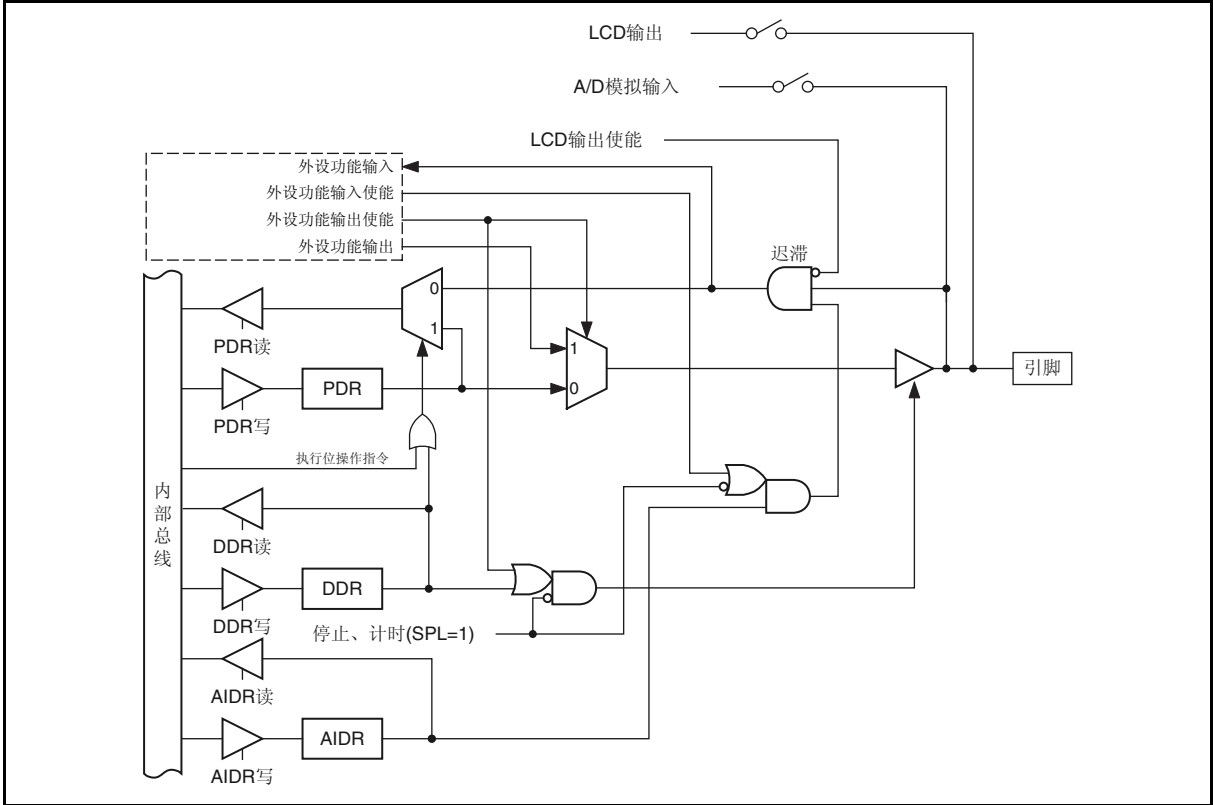 LCD输出
A/D模拟输入
LCD输出使能
外设功能输入
外设功能输入使能
外设功能输出使能
外设功能输出
迟滞
0
1
PDR读
1
0
引脚
PDR
PDR写
执行位操作指令
内部总线
DDR读
DDR
DDR写
停止、计时(SPL=1)
AIDR读
AIDR
AIDR写